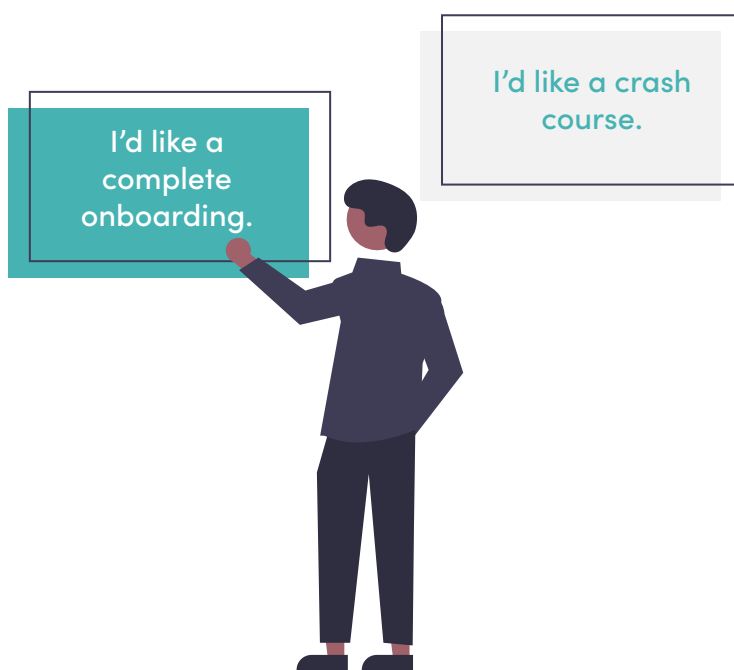 I’d like a
complete
onboarding.
I’d like a crash
course.